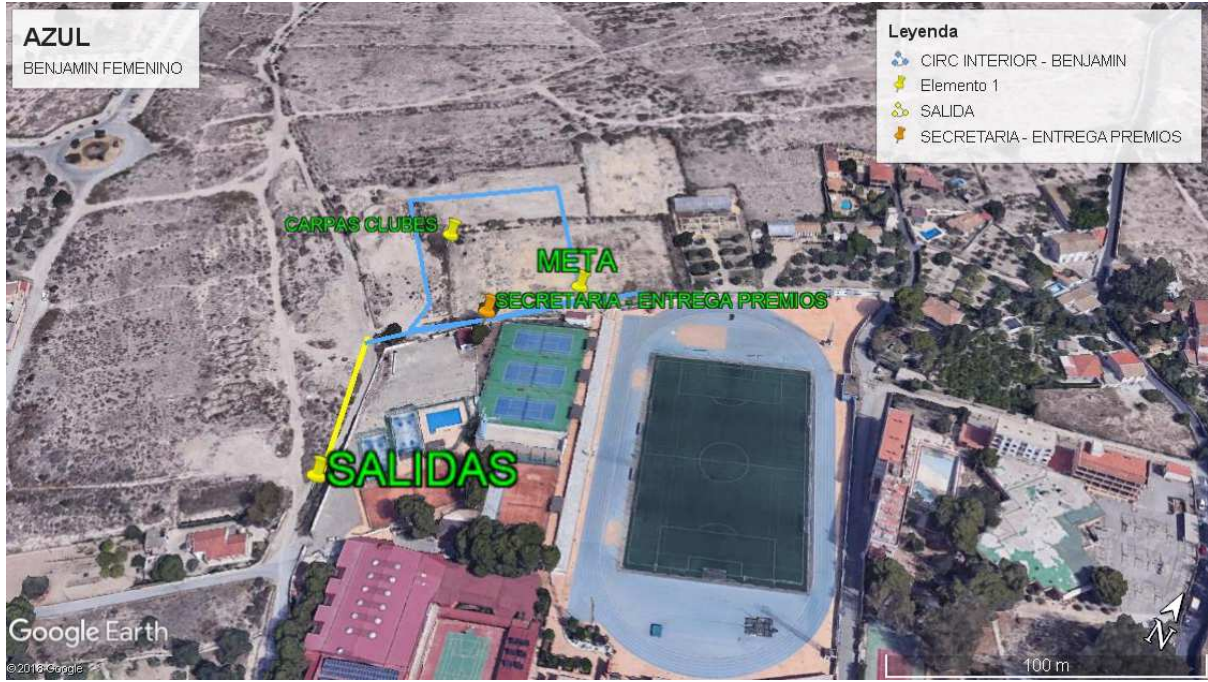 AZUL
BENJAMIN FEMENINO
Leyenda
CIRC INTERIOR - BENJAMIN
Elemento 1
SALIDA
SECRETARIA - ENTREGA PREMIOS
CARPAS CLUBES
META
SECRETARIA - ENTREGA PREMIOS
SALIDAS
Google Earth
© 2018 Google
N
100 m